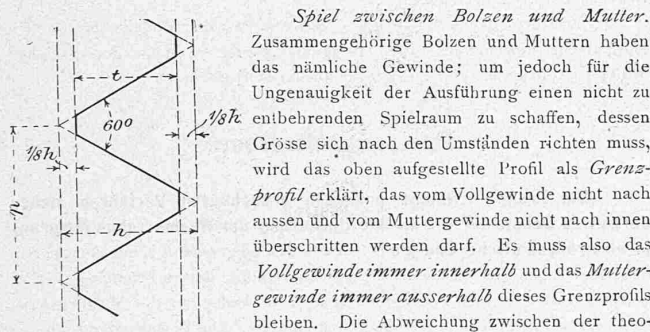 t
60º
1/8h
1/8h
h
Spiel zwischen Bolzen und Mutter.
Zusammengehörige Bolzen und Muttern haben
das nämliche Gewinde; um jedoch für die
Ungenauigkeit der Ausführung einen nicht zu
entbehrenden Spielraum zu schaffen, dessen
Grösse sich nach den Umständen richten muss,
wird das oben aufgestellte Profil als Grenz-
profil erklärt, das vom Vollgewinde nicht nach
aussen und vom Muttergewinde nicht nach innen
überschritten werden darf. Es muss also das
Vollgewinde immer innerhalb und das Mutter-
gewinde immer ausserhalb dieses Grenzprofils
bleiben. Die Abweichung zwischen der theo-